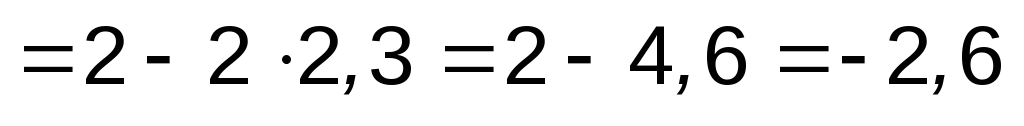 =2 - 2 ·2,3 =2 - 4,6 =- 2,6